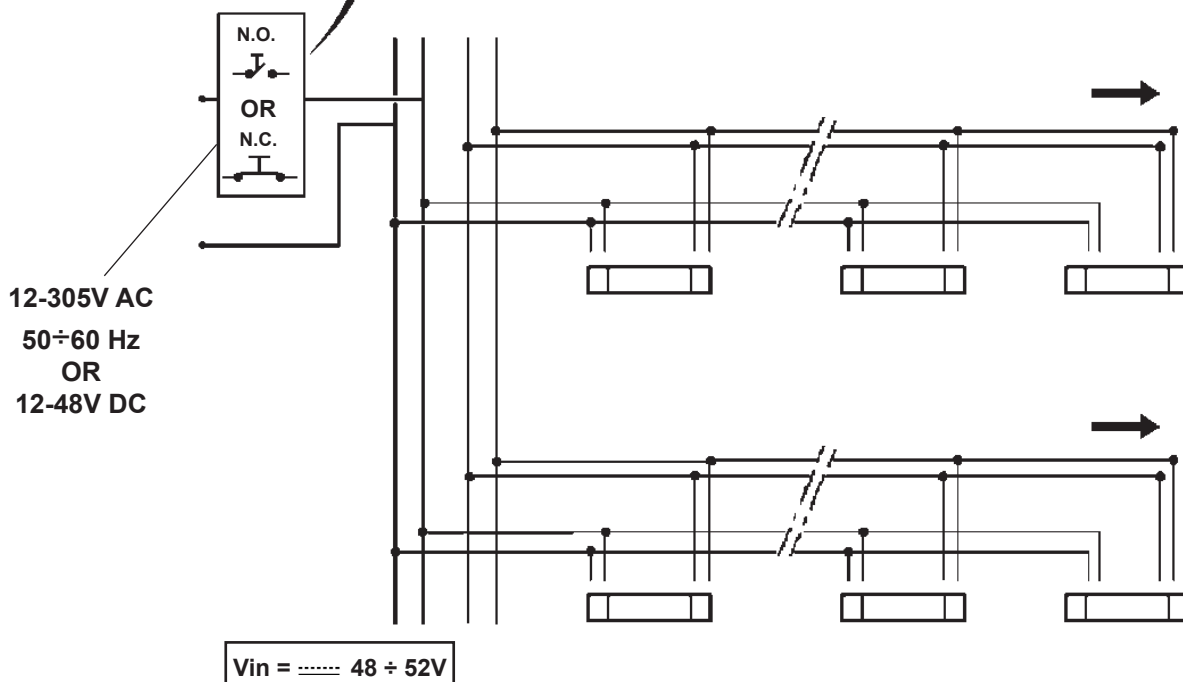 N.O.
OR
N.C.
12-305V AC
50÷60 Hz
OR
12-48V DC
Vin = 48 ÷ 52V